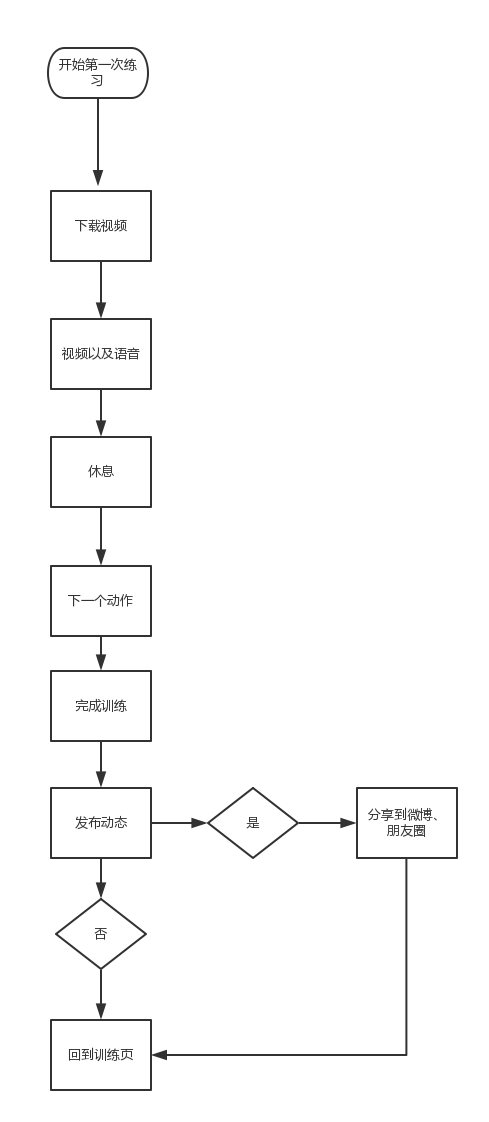 开始第一次练
习
下载视频
视频以及语音
休息
下一个动作
完成训练
发布动态
是
分享到微博、
朋友圈
否
回到训练页